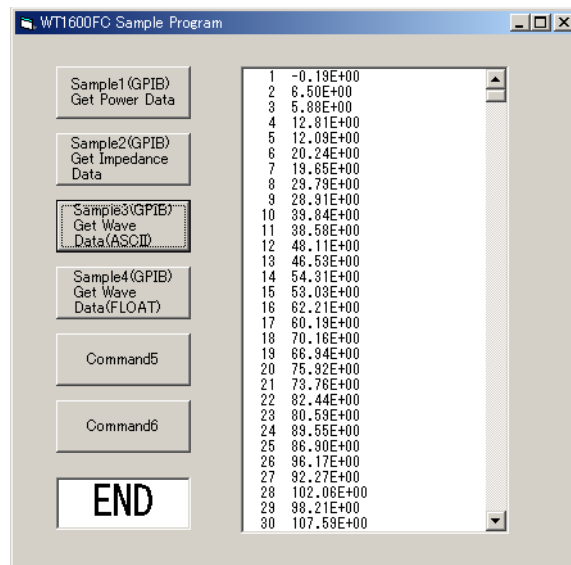 WT1600FC Sample Program
Sample1(GPIB)
Get Power Data
Sample2(GPIB)
Get Impedance
Data
Sample3(GPIB)
Get Wave
Data(ASCII)
Sample4(GPIB)
Get Wave
Data(FLOAT)
Command5
Command6
END
1 -0.19E+00
2 6.50E+00
3 5.88E+00
4 12.81E+00
5 12.09E+00
6 20.24E+00
7 19.65E+00
8 29.79E+00
9 28.91E+00
10 39.84E+00
11 38.58E+00
12 48.11E+00
13 46.53E+00
14 54.31E+00
15 53.03E+00
16 62.21E+00
17 60.19E+00
18 70.16E+00
19 66.94E+00
20 75.92E+00
21 73.76E+00
22 82.44E+00
23 80.59E+00
24 89.55E+00
25 86.90E+00
26 96.17E+00
27 92.27E+00
28 102.06E+00
29 98.21E+00
30 107.59E+00